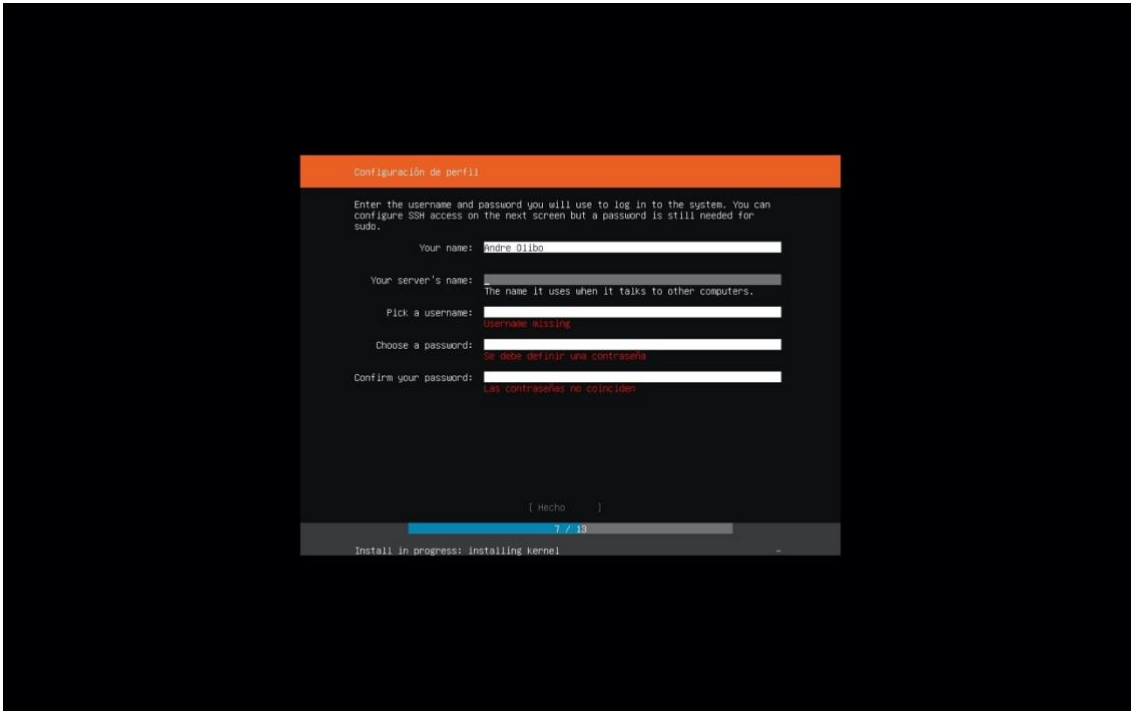 Configuración de perfil
Enter the username and password you will use to log in to the system. You can
configure SSH access on the next screen but a password is still needed for
sudo.
Your name: Andre Olibo
Your server's name:
The name it uses when it talks to other computers.
Pick a username:
Username missing
Choose a password:
Se debe definir una contraseña
Confirm your password:
Las contraseñas no coinciden
[ Hecho ]
7 / 13
Install in progress: installing kernel